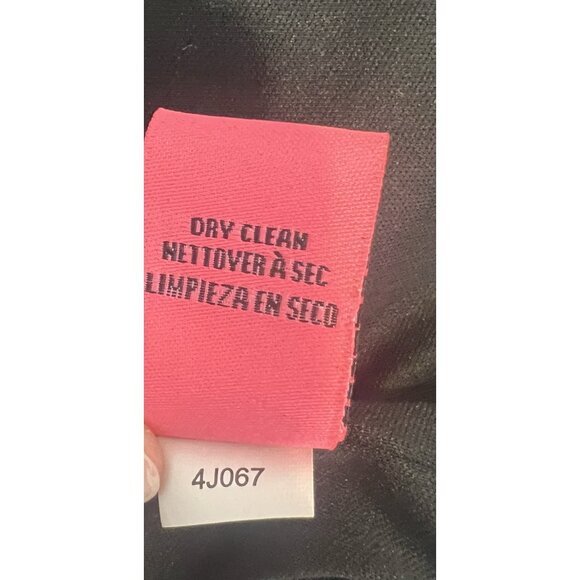 DRY CLEAN
NETTOYER À SEC
LIMPIEZA EN SECO
4J067